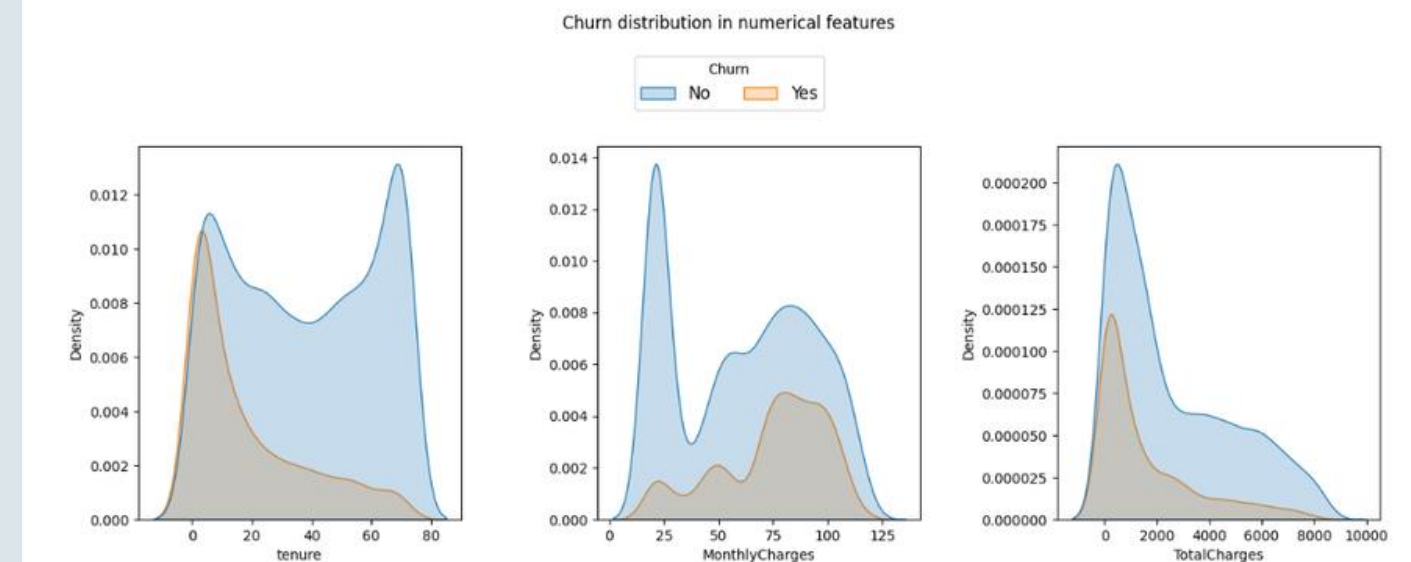 Churn distribution in numerical features
Churn
No Yes
0.012
0.010
0.008
0.006
0.004
0.002
0.000
Density
0 20 40 60 80
tenure
0.014
0.012
0.010
0.008
0.006
0.004
0.002
0.000
Density
0 25 50 75 100 125
MonthlyCharges
0.000200
0.000175
0.000150
0.000125
0.000100
0.000075
0.000050
0.000025
0.000000
Density
0 2000 4000 6000 8000 10000
TotalCharges